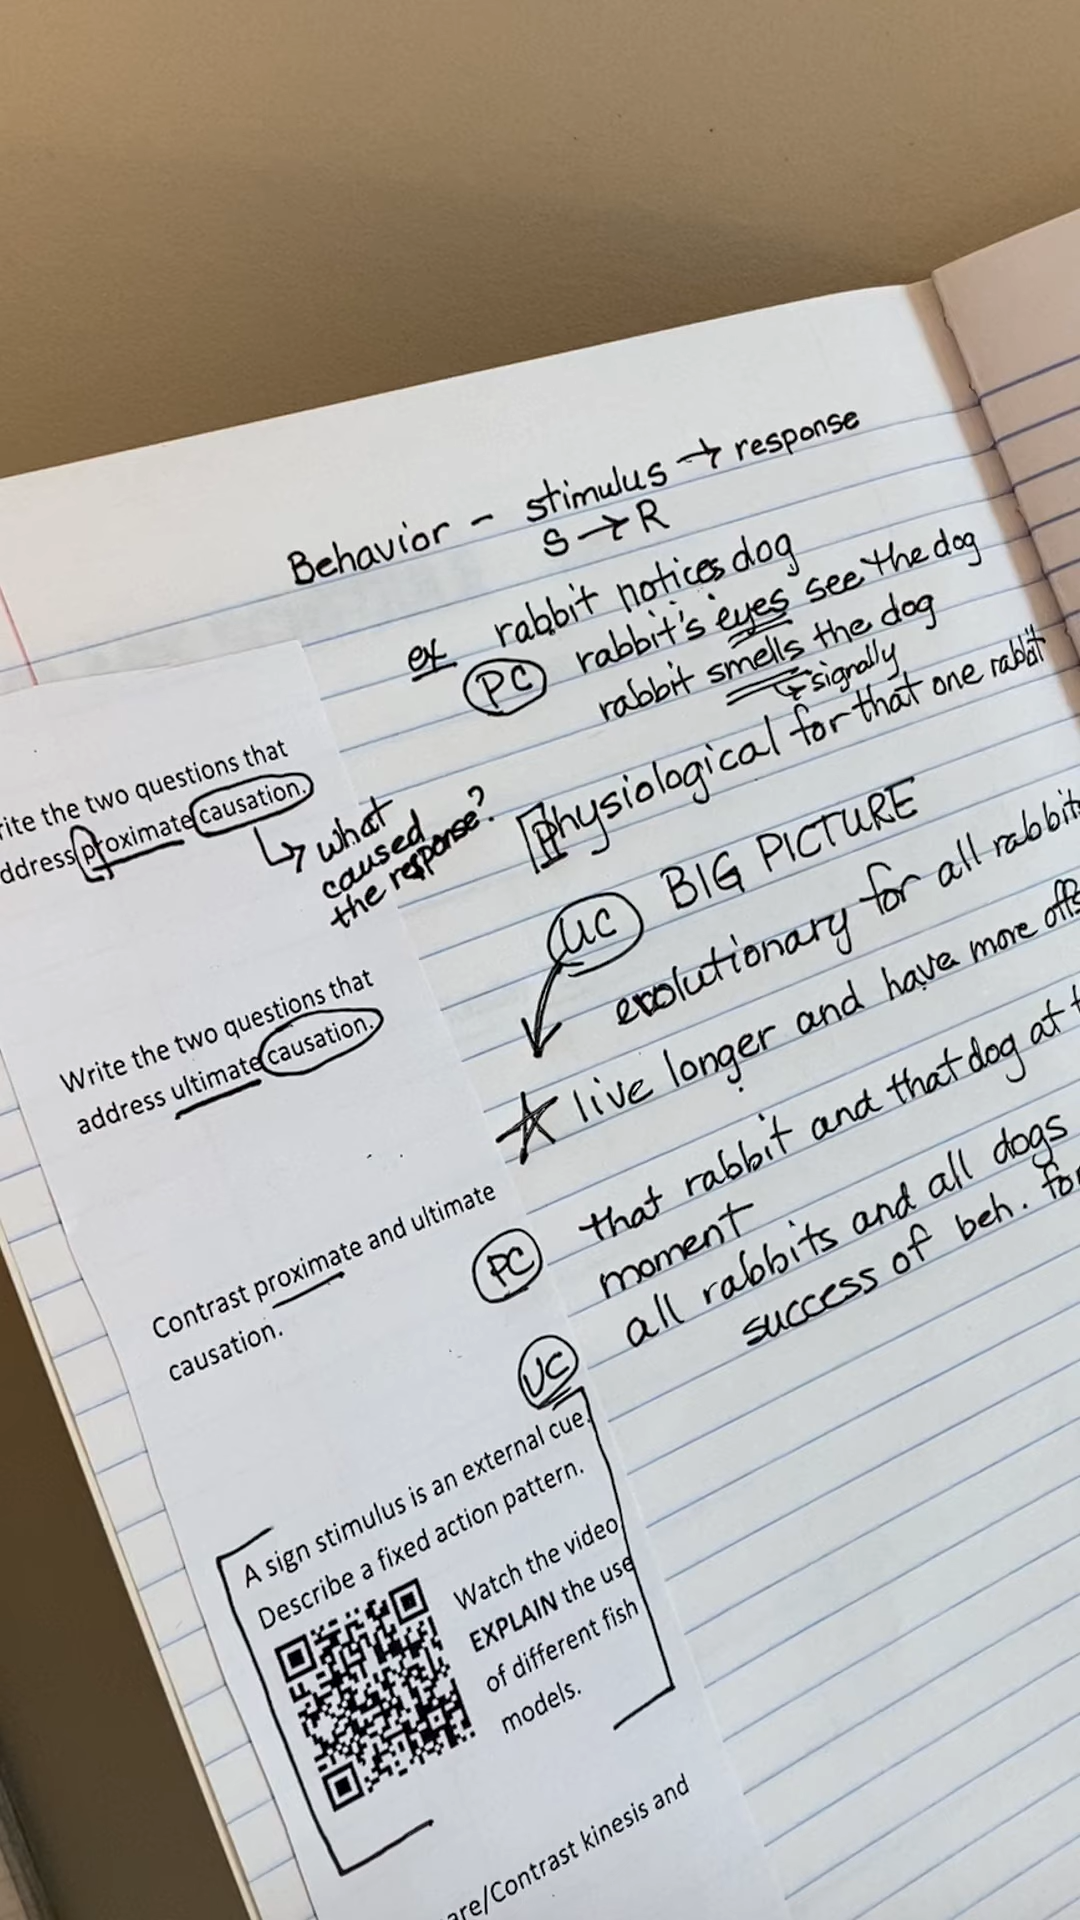 Behavior - stimulus → response
S → R
ex rabbit notices dog
PC rabbit's eyes see the dog
rabbit smells the dog
↳ signally
Physiological for that one rabbit
rite the two questions that
ddress proximate causation.
↳ what
caused
the response?
UC BIG PICTURE
evolutionary for all rabbits
☆ live longer and have more offs
Write the two questions that
address ultimate causation.
Contrast proximate and ultimate
causation.
PC that rabbit and that dog at t
moment
UC all rabbits and all dogs
success of beh. for
A sign stimulus is an external cue.
Describe a fixed action pattern.
Watch the video
EXPLAIN the use
of different fish
models.
are/Contrast kinesis and